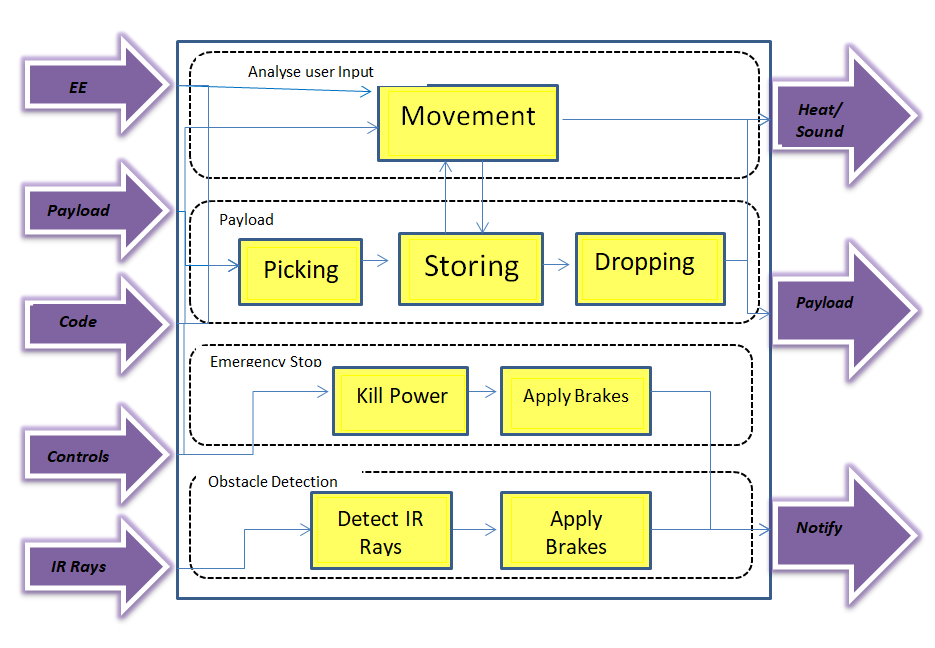 EE
Payload
Code
Controls
IR Rays
Analyse user Input
Movement
Payload
Picking
Storing
Dropping
Emergency Stop
Kill Power
Apply Brakes
Obstacle Detection
Detect IR
Rays
Apply
Brakes
Heat/
Sound
Payload
Notify